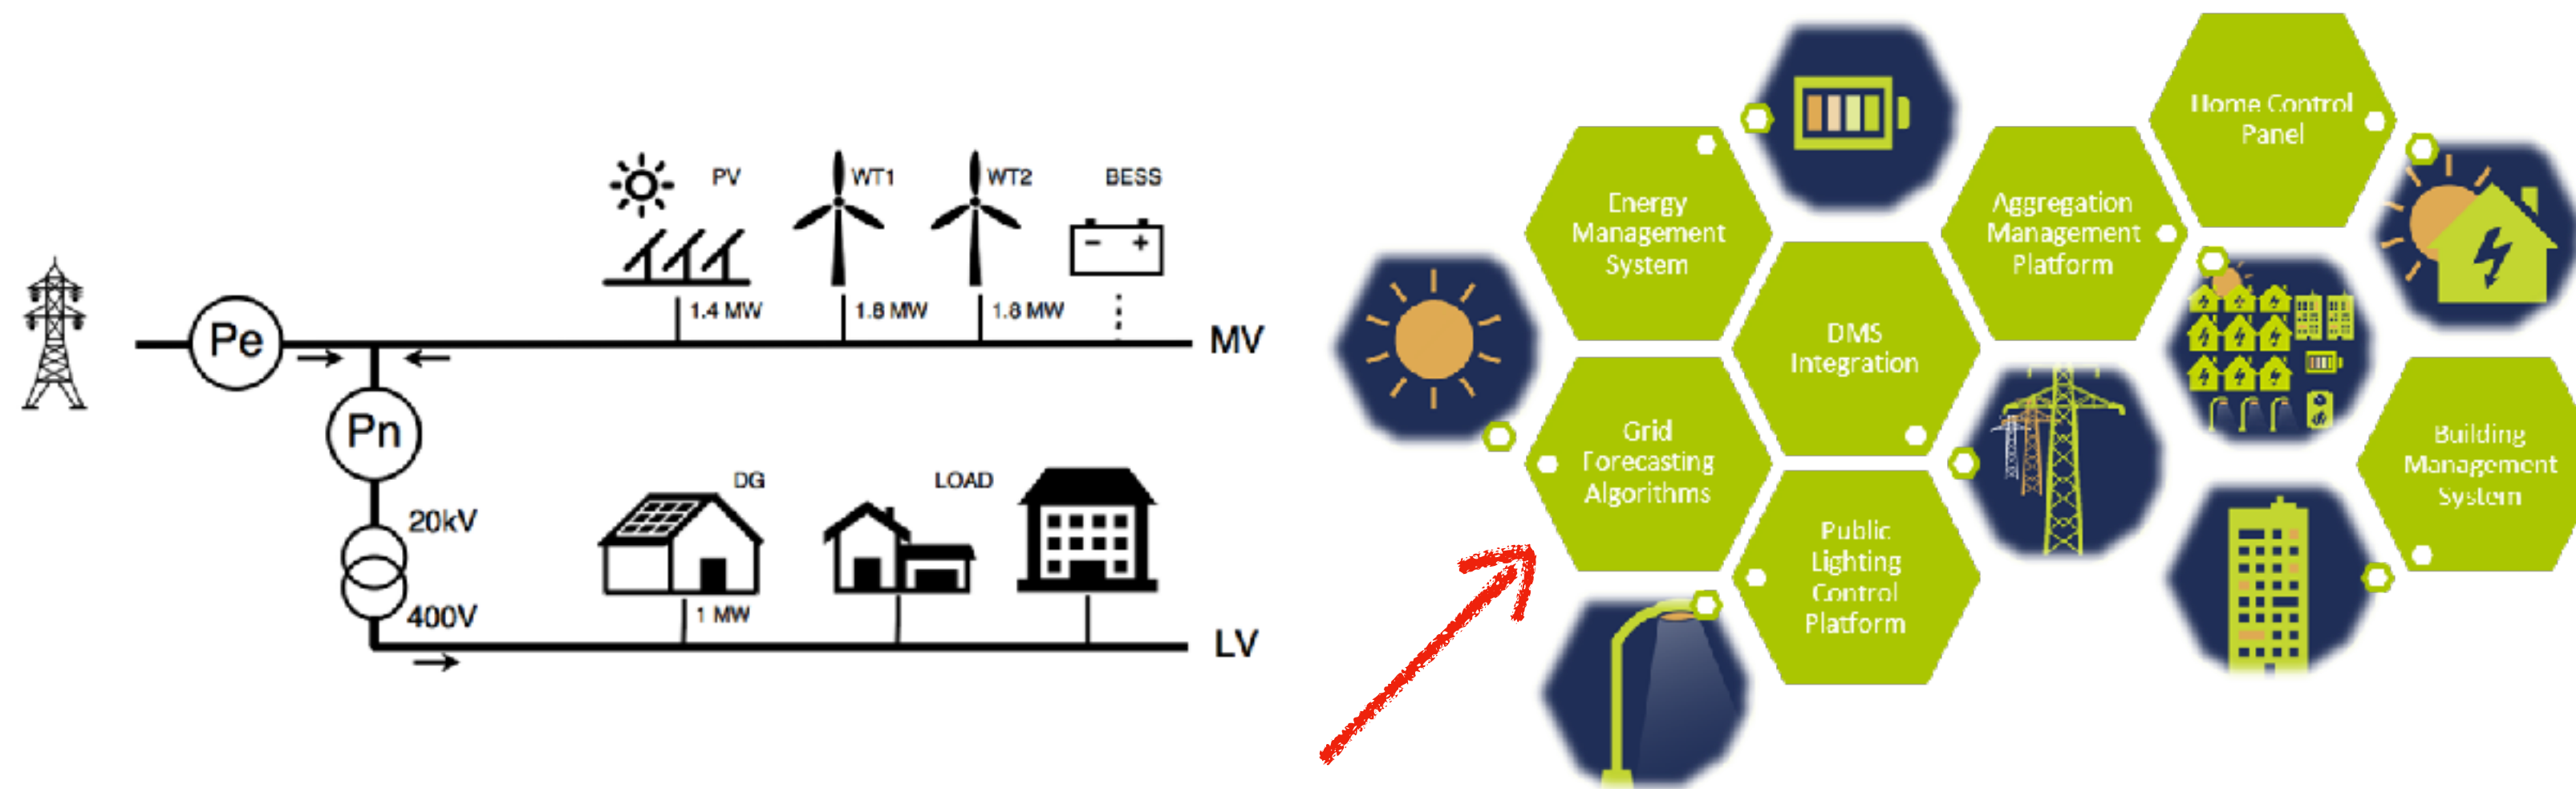 PV
WT1
WT2
BESS
1.4 MW
1.8 MW
1.8 MW
Pe
MV
Pn
20kV
400V
DG
LOAD
1 MW
LV
Home Control
Panel
Energy
Management
System
Aggregation
Management
Platform
DMS
Integration
Grid
Forecasting
Algorithms
Building
Management
System
Public
Lighting
Control
Platform